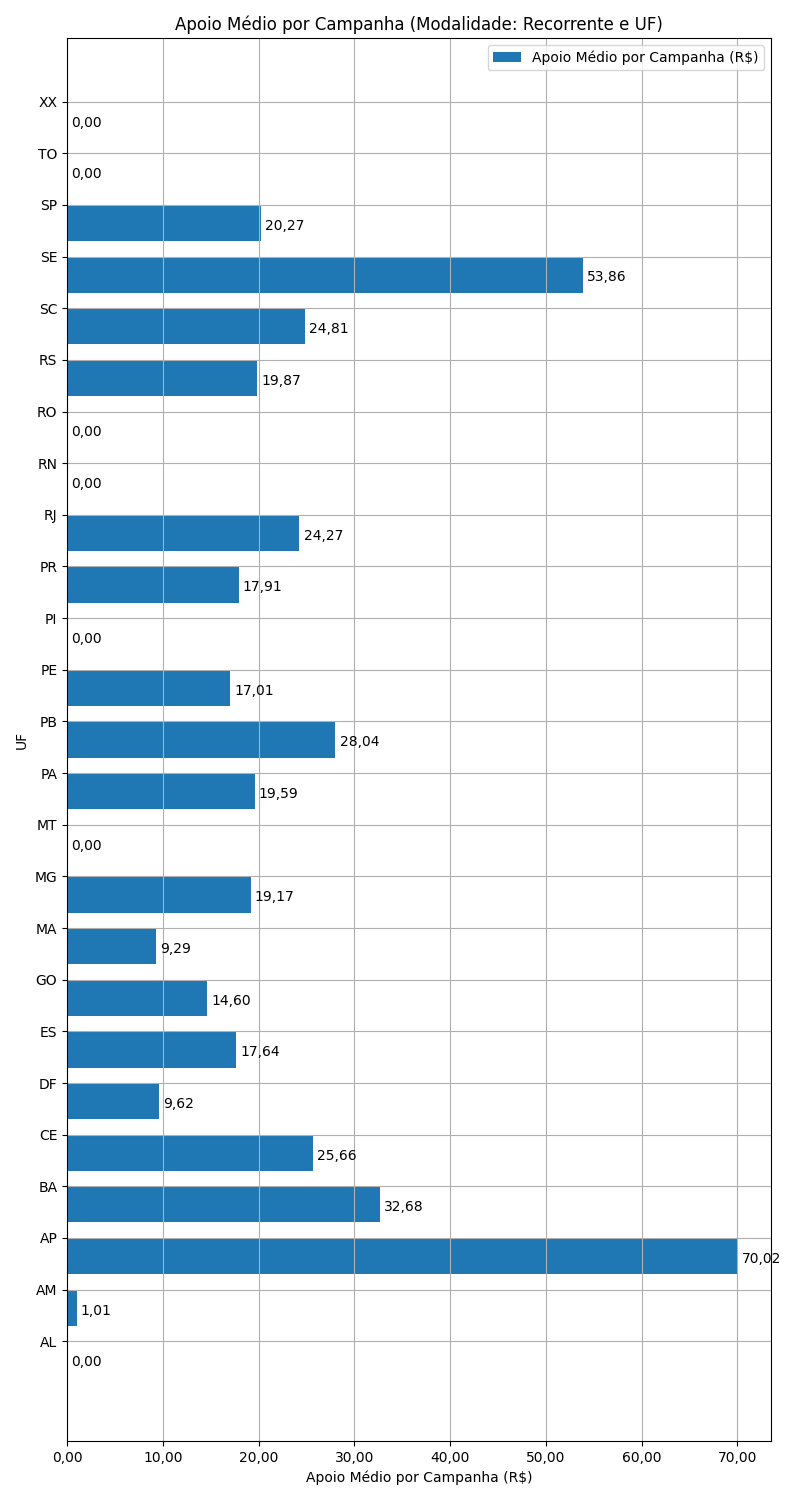 Apoio Médio por Campanha (Modalidade: Recorrente e UF)
Apoio Médio por Campanha (R$)
XX
0,00
TO
0,00
SP
20,27
SE
53,86
SC
24,81
RS
19,87
RO
0,00
RN
0,00
RJ
24,27
PR
17,91
PI
0,00
PE
17,01
PB
28,04
UF
PA
19,59
MT
0,00
MG
19,17
MA
9,29
GO
14,60
ES
17,64
DF
9,62
CE
25,66
BA
32,68
AP
70,02
AM
1,01
AL
0,00
0,00 10,00 20,00 30,00 40,00 50,00 60,00 70,00
Apoio Médio por Campanha (R$)